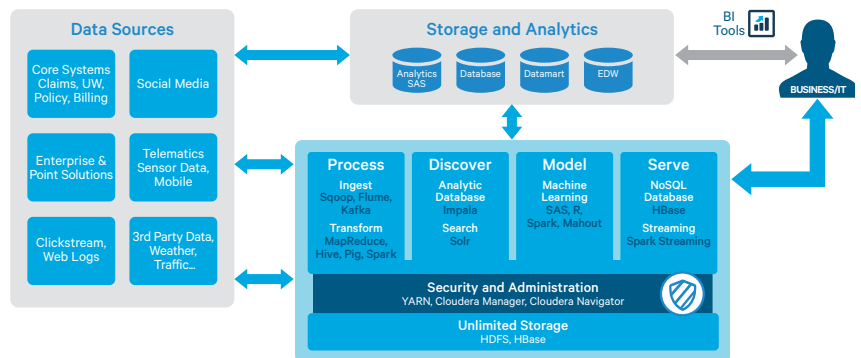 Data Sources
Core Systems
Claims, UW,
Policy, Billing
Social Media
Enterprise &
Point Solutions
Telematics
Sensor Data,
Mobile
Clickstream,
Web Logs
3rd Party Data,
Weather,
Traffic...
Storage and Analytics
Analytics
SAS
Database
Datamart
EDW
BI
Tools
BUSINESS/IT
Process
Ingest
Sqoop, Flume,
Kafka
Transform
MapReduce,
Hive, Pig, Spark
Discover
Analytic
Database
Impala
Search
Solr
Model
Machine
Learning
SAS, R,
Spark, Mahout
Serve
NoSQL
Database
HBase
Streaming
Spark Streaming
Security and Administration
YARN, Cloudera Manager, Cloudera Navigator
Unlimited Storage
HDFS, HBase